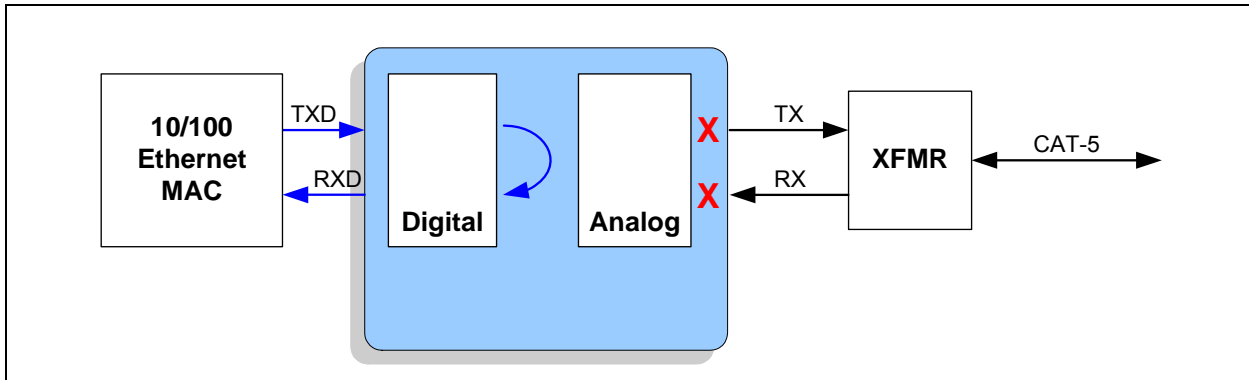 10/100
Ethernet
MAC
TXD
RXD
Digital
Analog
X
X
TX
RX
XFMR
CAT-5